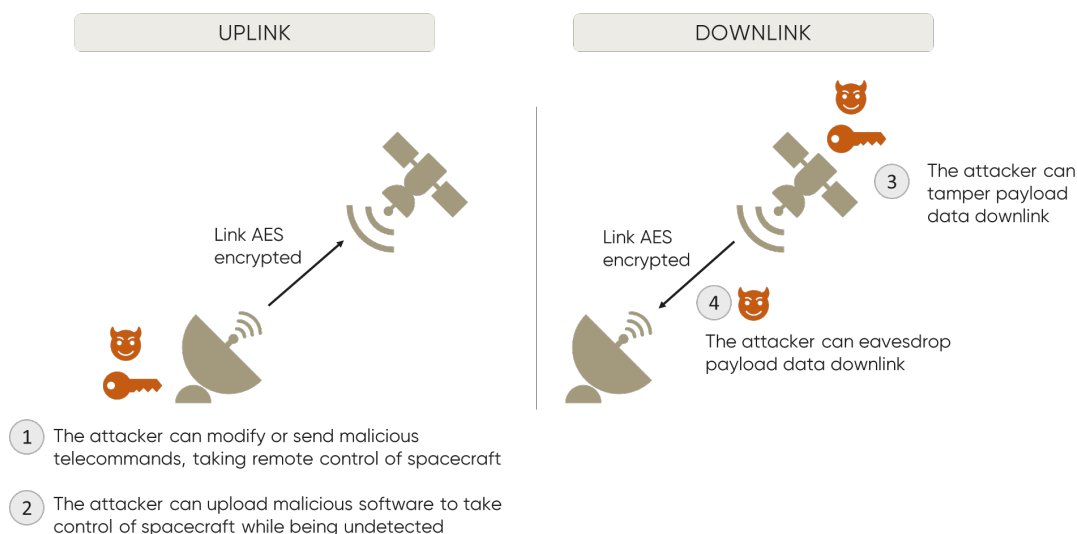 UPLINK
Link AES
encrypted
1
The attacker can modify or send malicious
telecommands, taking remote control of spacecraft
2
The attacker can upload malicious software to take
control of spacecraft while being undetected
DOWNLINK
3
The attacker can
tamper payload
data downlink
Link AES
encrypted
4
The attacker can eavesdrop
payload data downlink